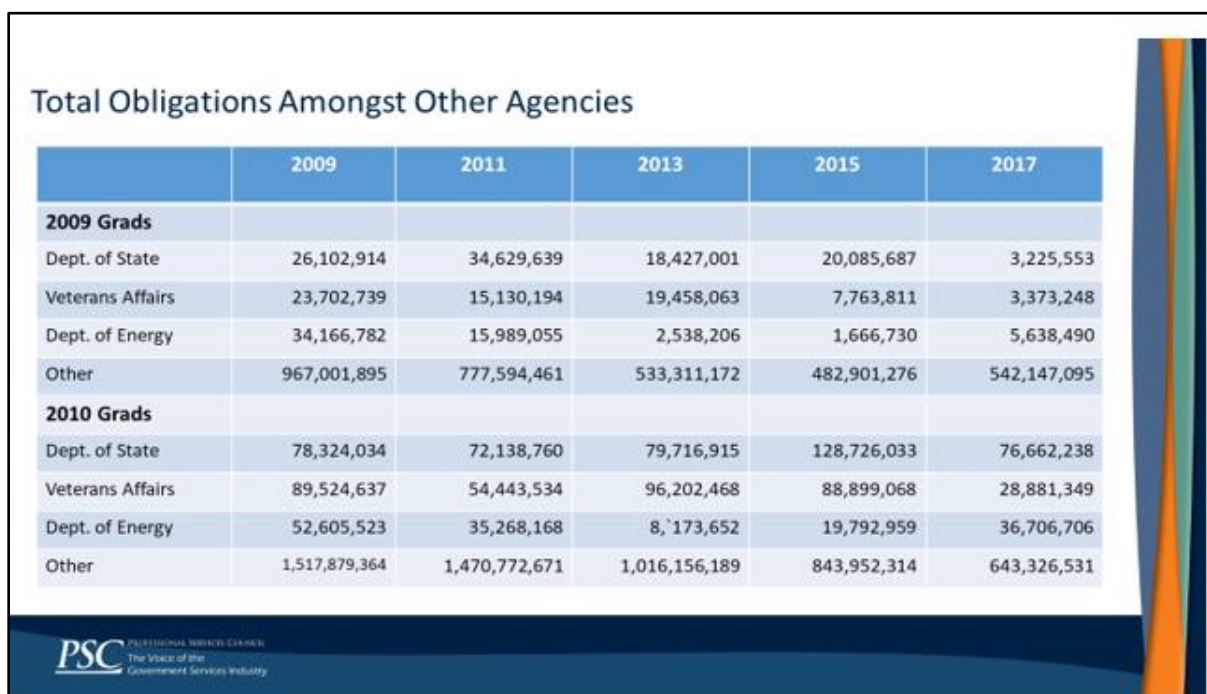 Total Obligations Amongst Other Agencies
2009 2011 2013 2015 2017
2009 Grads
Dept. of State 26,102,914 34,629,639 18,427,001 20,085,687 3,225,553
Veterans Affairs 23,702,739 15,130,194 19,458,063 7,763,811 3,373,248
Dept. of Energy 34,166,782 15,989,055 2,538,206 1,666,730 5,638,490
Other 967,001,895 777,594,461 533,311,172 482,901,276 542,147,095
2010 Grads
Dept. of State 78,324,034 72,138,760 79,716,915 128,726,033 76,662,238
Veterans Affairs 89,524,637 54,443,534 96,202,468 88,899,068 28,881,349
Dept. of Energy 52,605,523 35,268,168 8,`173,652 19,792,959 36,706,706
Other 1,517,879,364 1,470,772,671 1,016,156,189 843,952,314 643,326,531
PSC PROFESSIONAL SERVICES COUNCIL
The Voice of the
Government Services Industry